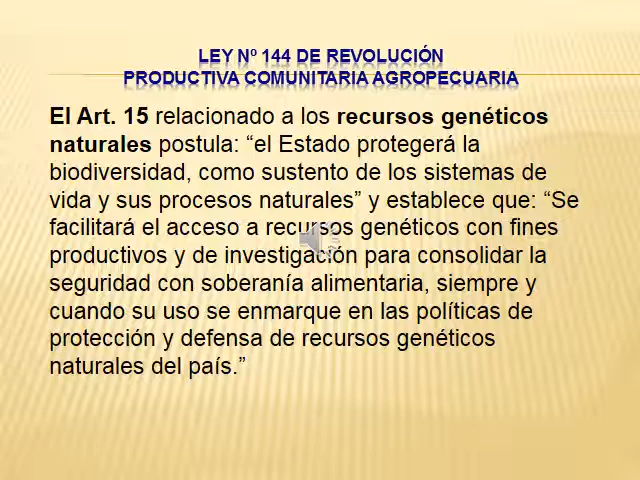 LEY Nº 144 DE REVOLUCIÓN
PRODUCTIVA COMUNITARIA AGROPECUARIA
El Art. 15 relacionado a los recursos genéticos
naturales postula: “el Estado protegerá la
biodiversidad, como sustento de los sistemas de
vida y sus procesos naturales” y establece que: “Se
facilitará el acceso a recursos genéticos con fines
productivos y de investigación para consolidar la
seguridad con soberanía alimentaria, siempre y
cuando su uso se enmarque en las políticas de
protección y defensa de recursos genéticos
naturales del país.”